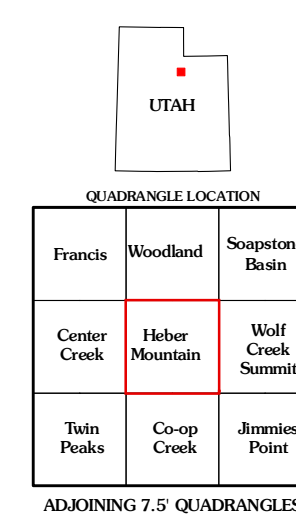 UTAH
QUADRANGLE LOCATION
Francis
Woodland
Soapston
Basin
Center
Creek
Heber
Mountain
Wolf
Creek
Summit
Twin
Peaks
Co-op
Creek
Jimmies
Point
ADJOINING 7.5' QUADRANGLES